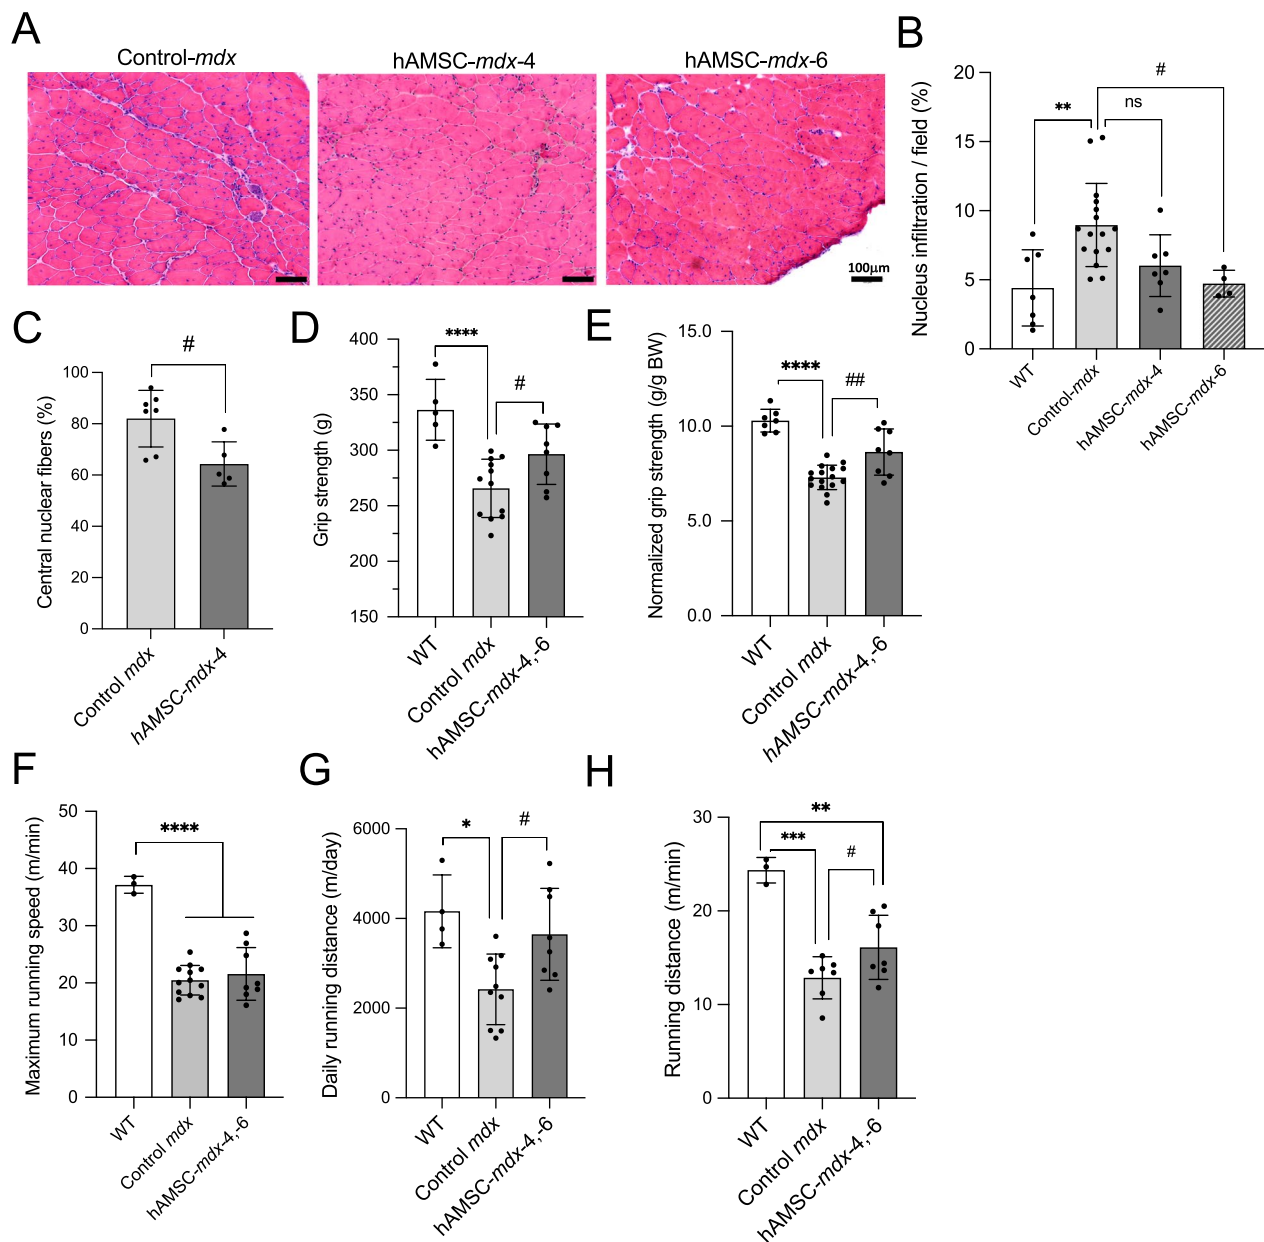 A
Control-mdx
hAMSC-mdx-4
hAMSC-mdx-6
100μm
B
Nucleus infiltration / field (%)
20
15
10
5
0
**
ns
#
WT
Control-mdx
hAMSC-mdx-4
hAMSC-mdx-6
C
Central nuclear fibers (%)
100
80
60
40
20
0
#
Control mdx
hAMSC-mdx-4
D
Grip strength (g)
400
350
300
250
200
150
****
#
WT
Control mdx
hAMSC-mdx-4,-6
E
Normalized grip strength (g/g BW)
15.0
10.0
5.0
0.0
****
##
WT
Control mdx
hAMSC-mdx-4,-6
F
Maximum running speed (m/min)
50
40
30
20
10
0
****
WT
Control mdx
hAMSC-mdx-4,-6
G
Daily running distance (m/day)
6000
4000
2000
0
*
#
WT
Control mdx
hAMSC-mdx-4,-6
H
Running distance (m/min)
30
20
10
0
**
***
#
WT
Control mdx
hAMSC-mdx-4,-6